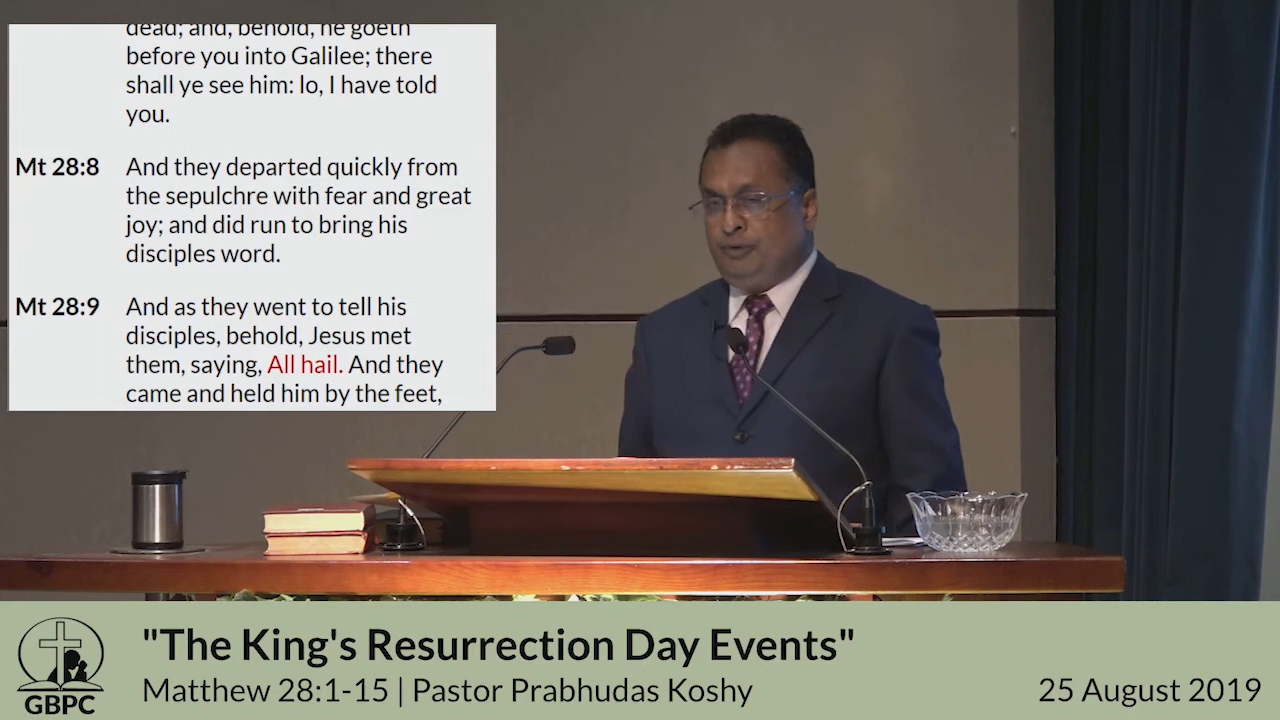 dead; and, behold, he goeth
before you into Galilee; there
shall ye see him: lo, I have told
you.
Mt 28:8 And they departed quickly from
the sepulchre with fear and great
joy; and did run to bring his
disciples word.
Mt 28:9 And as they went to tell his
disciples, behold, Jesus met
them, saying, All hail. And they
came and held him by the feet,
"The King's Resurrection Day Events"
Matthew 28:1-15 | Pastor Prabhudas Koshy
25 August 2019
GBPC